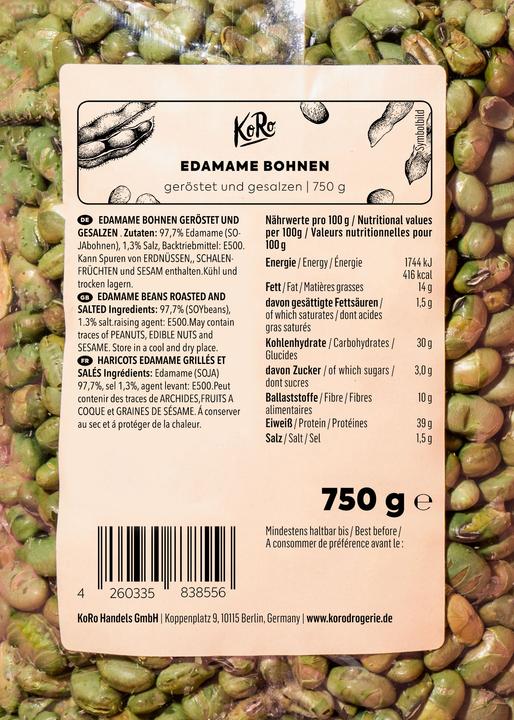 Symbolbild
KoRo
EDAMAME BOHNEN
geröstet und gesalzen | 750 g
DE EDAMAME BOHNEN GERÖSTET UND
GESALZEN . Zutaten: 97,7% Edamame (SO-
JAbohnen), 1,3% Salz, Backtriebmittel: E500.
Kann Spuren von ERDNÜSSEN,, SCHALEN-
FRÜCHTEN und SESAM enthalten.Kühl und
trocken lagern.
GB EDAMAME BEANS ROASTED AND
SALTED Ingredients: 97,7% (SOYbeans),
1.3% salt.raising agent: E500.May contain
traces of PEANUTS, EDIBLE NUTS and
SESAME. Store in a cool and dry place.
FR HARICOTS EDAMAME GRILLÉS ET
SALÉS Ingrédients: Edamame (SOJA)
97,7%, sel 1,3%, agent levant: E500.Peut
contenir des traces de ARCHIDES,FRUITS A
COQUE et GRAINES DE SÉSAME. Á conserver
au sec et á protéger de la chaleur.
Nährwerte pro 100 g / Nutritional values
per 100g / Valeurs nutritionnelles pour
100 g
Energie / Energy / Énergie 1744 kJ
416 kcal
Fett / Fat / Matières grasses 14 g
davon gesättigte Fettsäuren / 1,5 g
of which saturates / dont acides
gras saturés
Kohlenhydrate / Carbohydrates / 30 g
Glucides
davon Zucker / of which sugars / 3,0 g
dont sucres
Ballaststoffe / Fibre / Fibres 10 g
alimentaires
Eiweiß / Protein / Protéines 39 g
Salz / Salt / Sel 1,5 g
750 g ℮
Mindestens haltbar bis / Best before /
A consommer de préférence avant le :
4 260335 838556
KoRo Handels GmbH | Koppenplatz 9, 10115 Berlin, Germany | www.korodrogerie.de